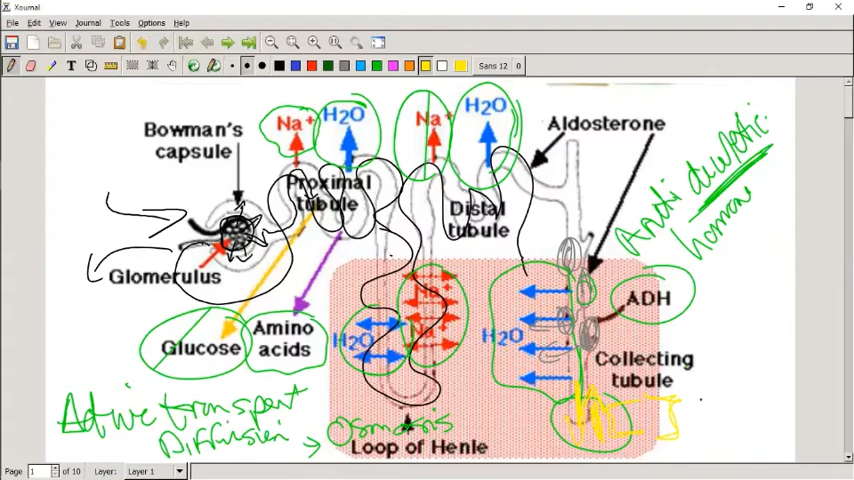 Xournal
File Edit View Journal Tools Options Help
Sans 12 0
Na+ H2O Na+ H2O
Bowman's
capsule
Aldosterone
Proximal
tubule
Distal
tubule
Anti diuretic
hormone
Glomerulus
Na+
ADH
H2O
H2O
Glucose
Amino
acids
Collecting
tubule
Active transport
Diffusion → Osmosis
Loop of Henle
Page 1 of 10 Layer: Layer 1